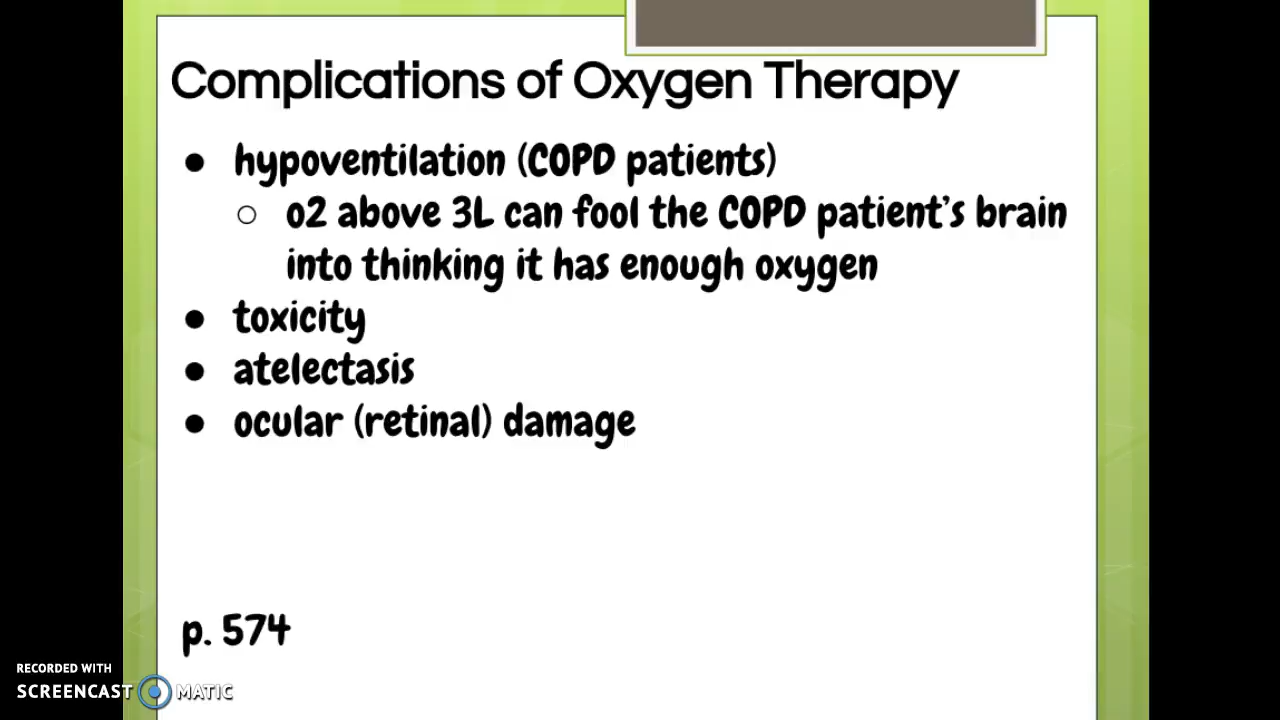 Complications of Oxygen Therapy
● hypoventilation (COPD patients)
○ o2 above 3L can fool the COPD patient's brain
into thinking it has enough oxygen
● toxicity
● atelectasis
● ocular (retinal) damage
p. 574
RECORDED WITH
SCREENCAST MATIC